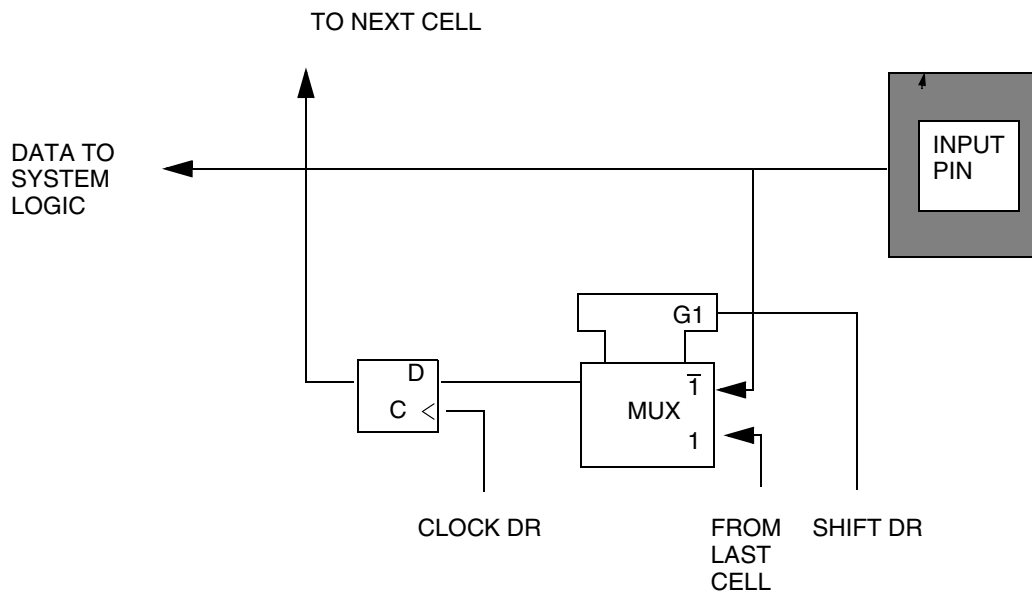 TO NEXT CELL
DATA TO
SYSTEM
LOGIC
INPUT
PIN
G1
D
C
1̅
MUX
1
CLOCK DR
FROM
LAST
CELL
SHIFT DR